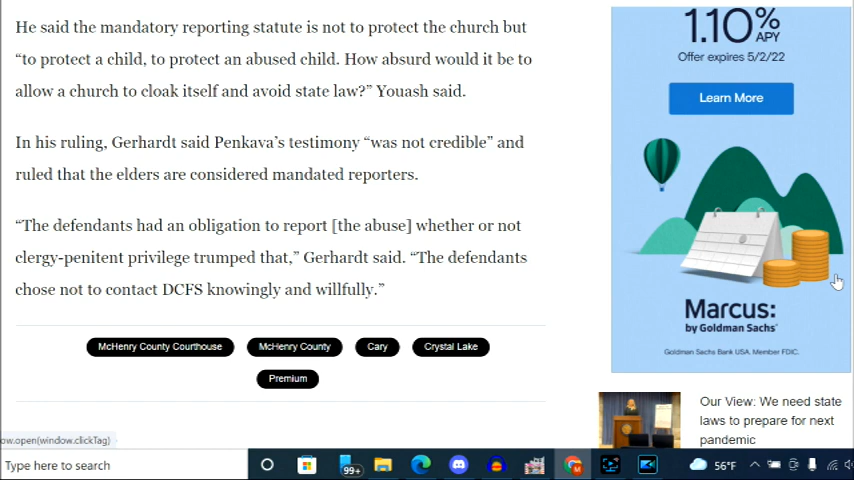 He said the mandatory reporting statute is not to protect the church but
“to protect a child, to protect an abused child. How absurd would it be to
allow a church to cloak itself and avoid state law?” Youash said.
In his ruling, Gerhardt said Penkava’s testimony “was not credible” and
ruled that the elders are considered mandated reporters.
“The defendants had an obligation to report [the abuse] whether or not
clergy-penitent privilege trumped that,” Gerhardt said. “The defendants
chose not to contact DCFS knowingly and willfully.”
McHenry County Courthouse
McHenry County
Cary
Crystal Lake
Premium
1.10% APY
Offer expires 5/2/22
Learn More
Marcus:
by Goldman Sachs®
Goldman Sachs Bank USA. Member FDIC.
Our View: We need state
laws to prepare for next
pandemic
ow.open(window.clickTag)
Type here to search
99+
M
56°F